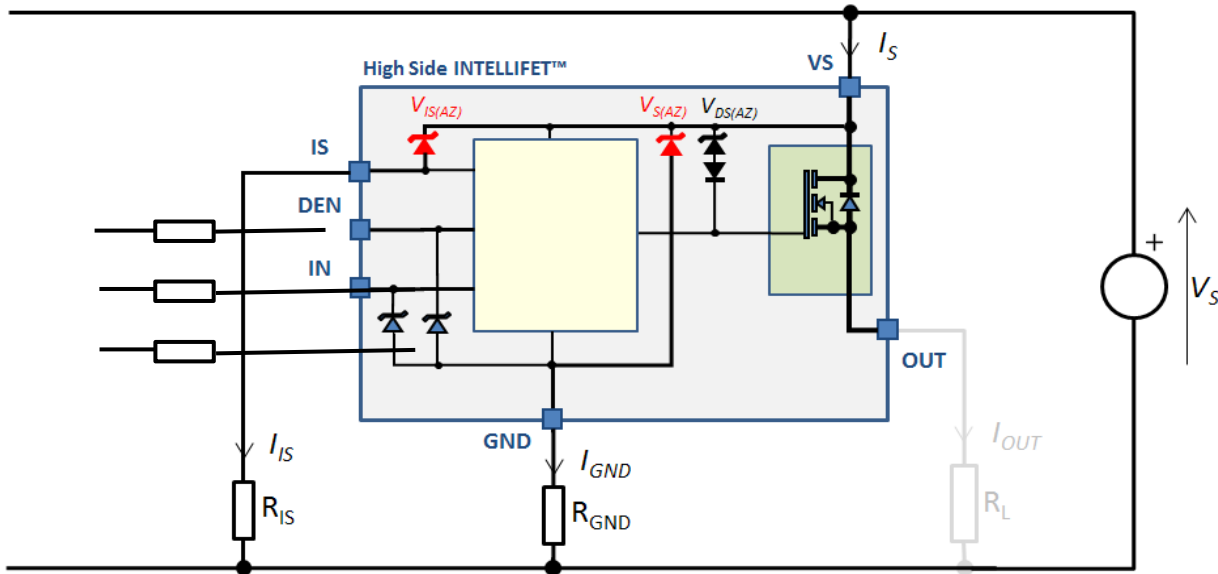 I_S
VS
High Side INTELLIFET™
V_IS(AZ)
V_S(AZ)
V_DS(AZ)
IS
DEN
IN
+
V_S
OUT
GND
I_IS
I_GND
I_OUT
R_IS
R_GND
R_L